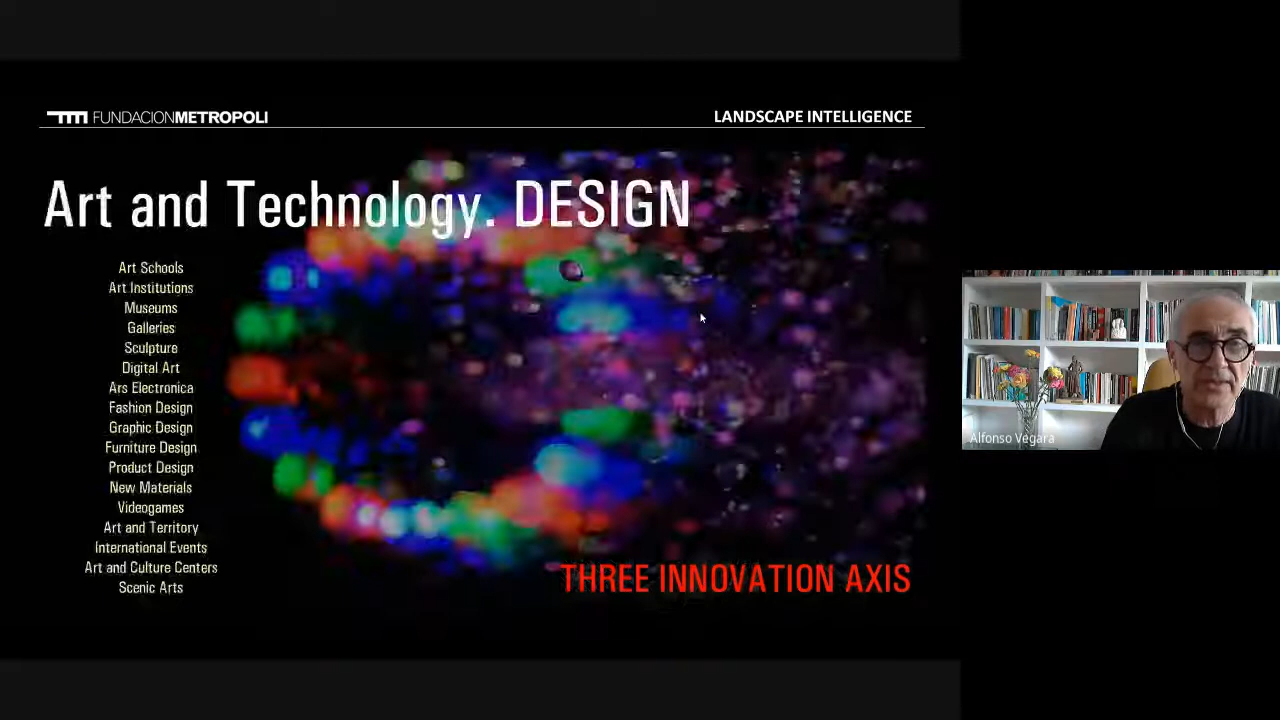 FUNDACIONMETROPOLI
LANDSCAPE INTELLIGENCE
Art and Technology. DESIGN
Art Schools
Art Institutions
Museums
Galleries
Sculpture
Digital Art
Ars Electronica
Fashion Design
Graphic Design
Furniture Design
Product Design
New Materials
Videogames
Art and Territory
International Events
Art and Culture Centers
Scenic Arts
THREE INNOVATION AXIS
Alfonso Vegara